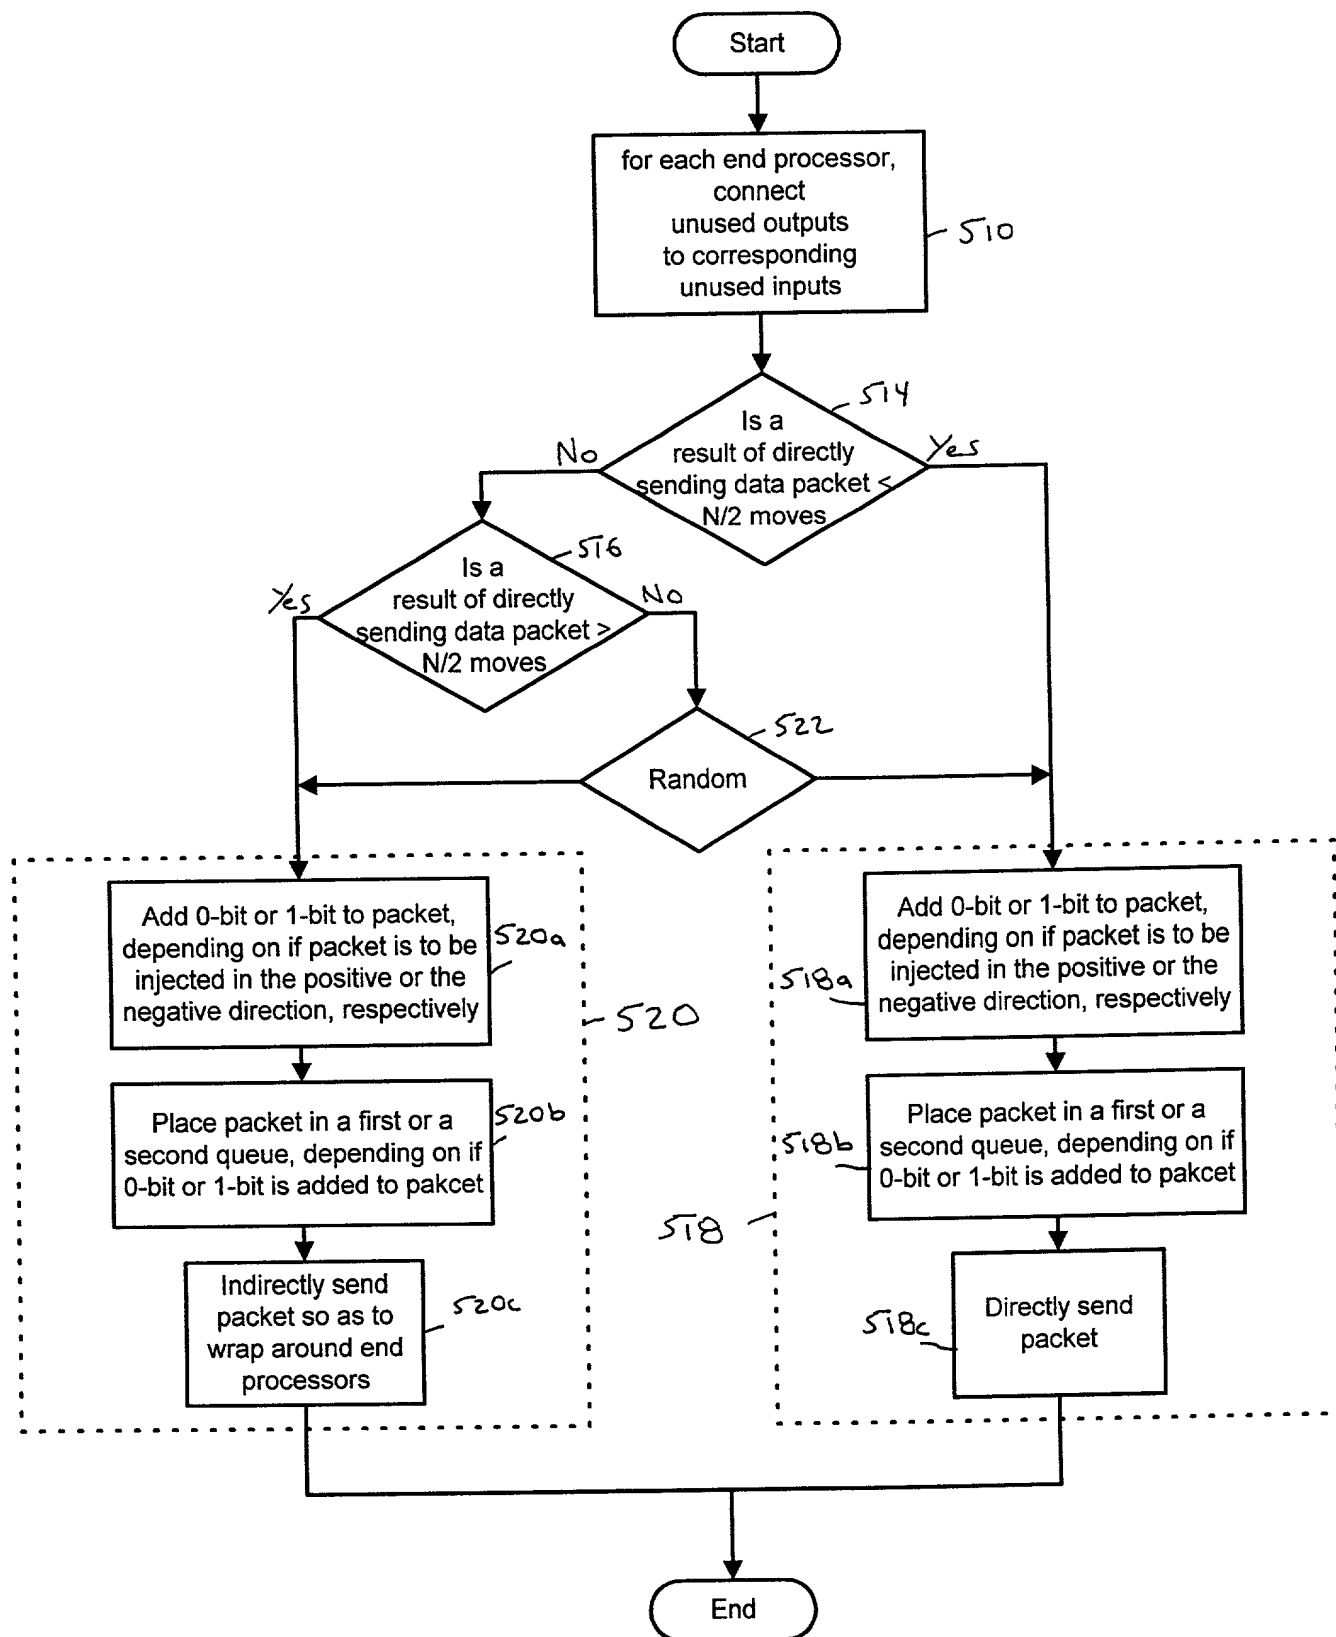 Start
for each end processor,
connect
unused outputs
to corresponding
unused inputs
510
Is a
result of directly
sending data packet <
N/2 moves
514
No
Yes
Is a
result of directly
sending data packet >
N/2 moves
516
Yes
No
Random
522
Add 0-bit or 1-bit to packet,
depending on if packet is to be
injected in the positive or the
negative direction, respectively
520a
520
Place packet in a first or a
second queue, depending on if
0-bit or 1-bit is added to pakcet
520b
Indirectly send
packet so as to
wrap around end
processors
520c
Add 0-bit or 1-bit to packet,
depending on if packet is to be
injected in the positive or the
negative direction, respectively
518a
Place packet in a first or a
second queue, depending on if
0-bit or 1-bit is added to pakcet
518b
518
Directly send
packet
518c
End